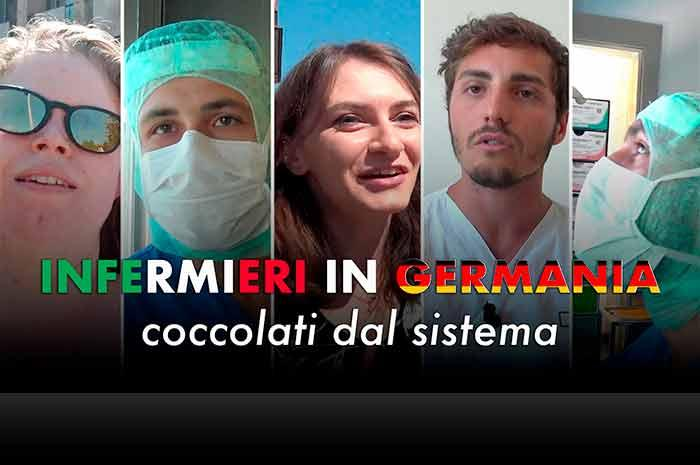 INFERMIERI IN GERMANIA
coccolati dal sistema